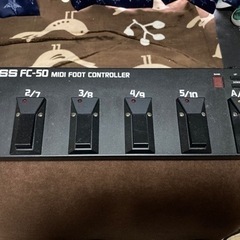 SS FC-50 MIDI FOOT CONTROLLER
2/7 3/8 4/9 5/10 A/